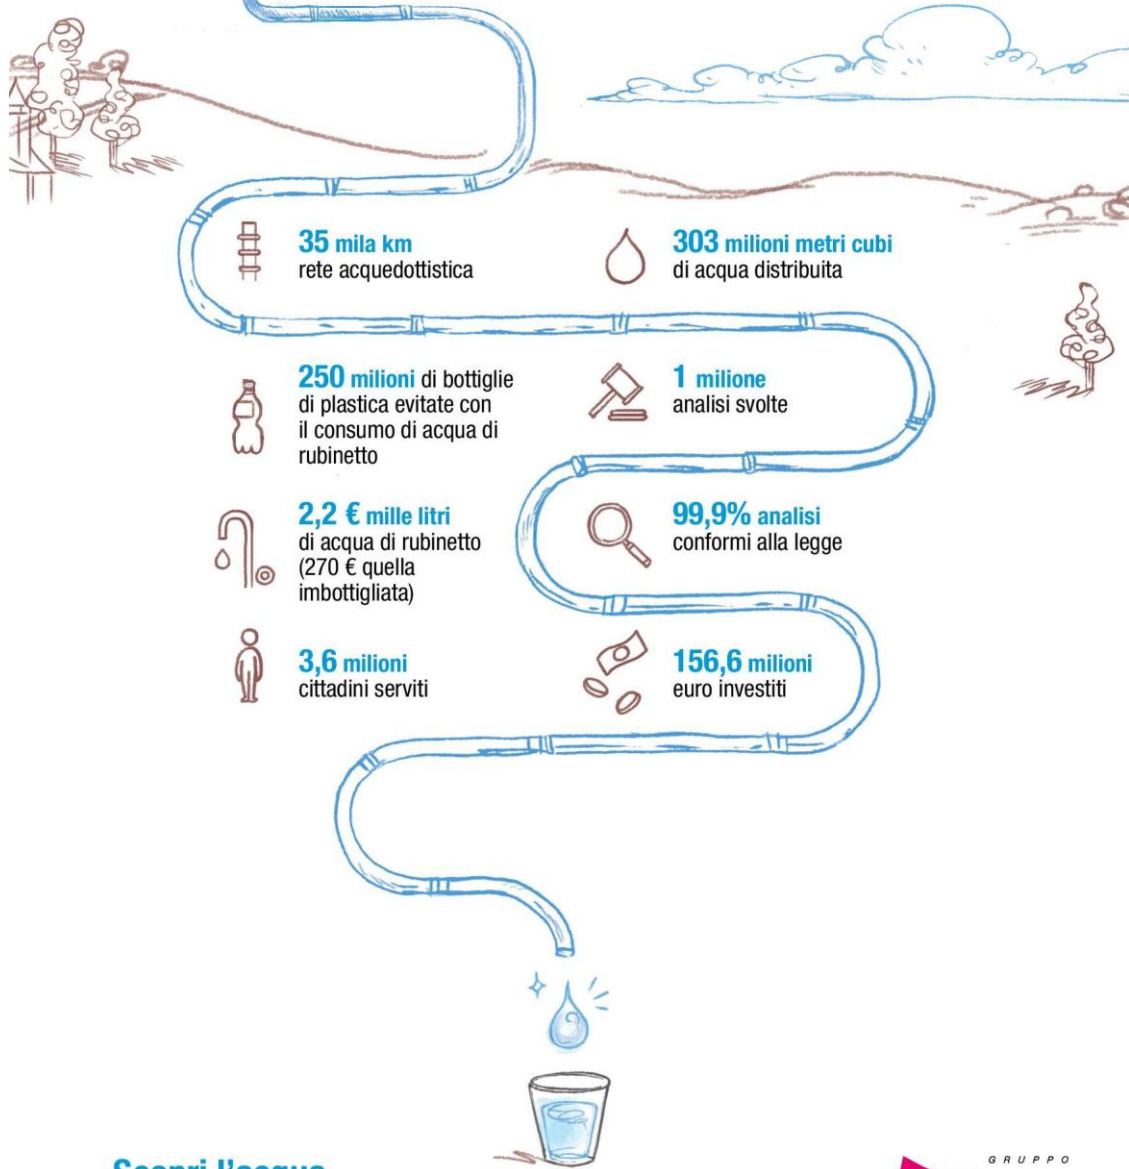 35 mila km
rete acquedottistica
303 milioni metri cubi
di acqua distribuita
250 milioni di bottiglie
di plastica evitate con
il consumo di acqua di
rubinetto
1 milione
analisi svolte
2,2 € mille litri
di acqua di rubinetto
(270 € quella
imbottigliata)
99,9% analisi
conformi alla legge
3,6 milioni
cittadini serviti
156,6 milioni
euro investiti
Scopri l'acqua
GRUPPO